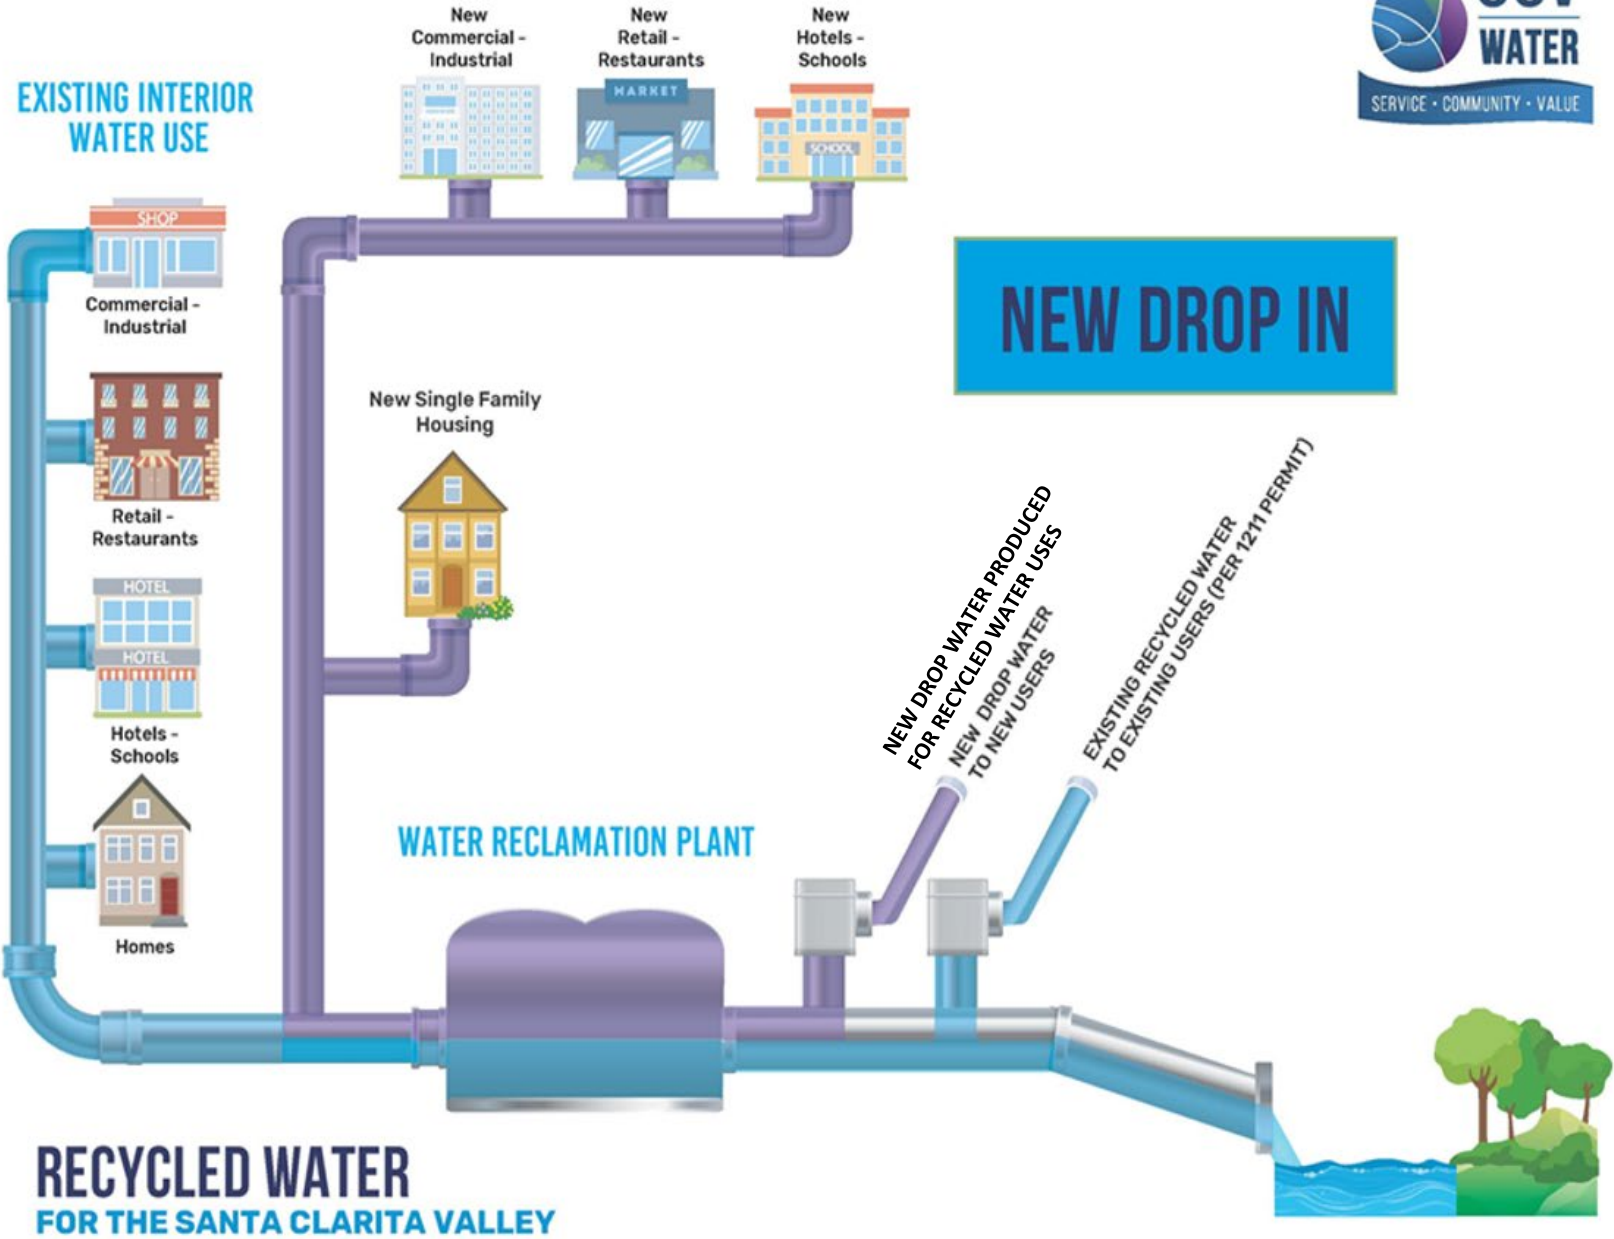 New
Commercial -
Industrial
New
Retail -
Restaurants
New
Hotels -
Schools
WATER
SERVICE • COMMUNITY • VALUE
EXISTING INTERIOR
WATER USE
MARKET
SCHOOL
SHOP
Commercial -
Industrial
NEW DROP IN
New Single Family
Housing
Retail -
Restaurants
HOTEL
HOTEL
Hotels -
Schools
Homes
NEW DROP WATER PRODUCED
FOR RECYCLED WATER USES
NEW DROP WATER
TO NEW USERS
EXISTING RECYCLED WATER
TO EXISTING USERS (PER 1211 PERMIT)
WATER RECLAMATION PLANT
RECYCLED WATER
FOR THE SANTA CLARITA VALLEY